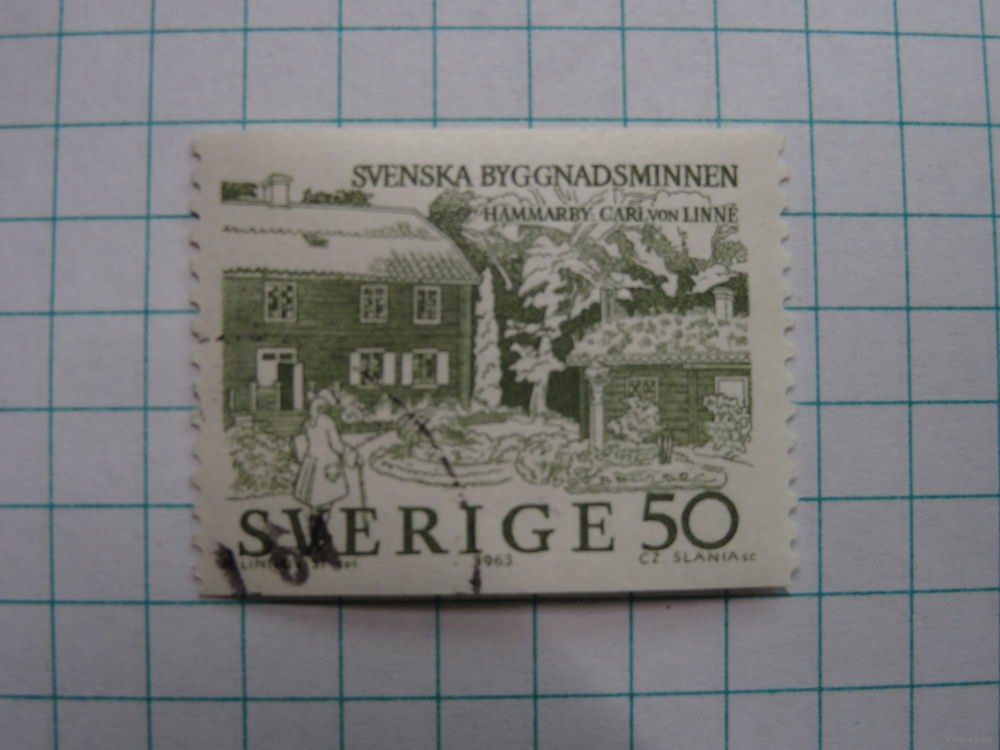 SVENSKA BYGGNADSMINNEN
HAMMARBY. CARL VON LINNÉ
SVERIGE 50
1963 CZ. SLANIA sc